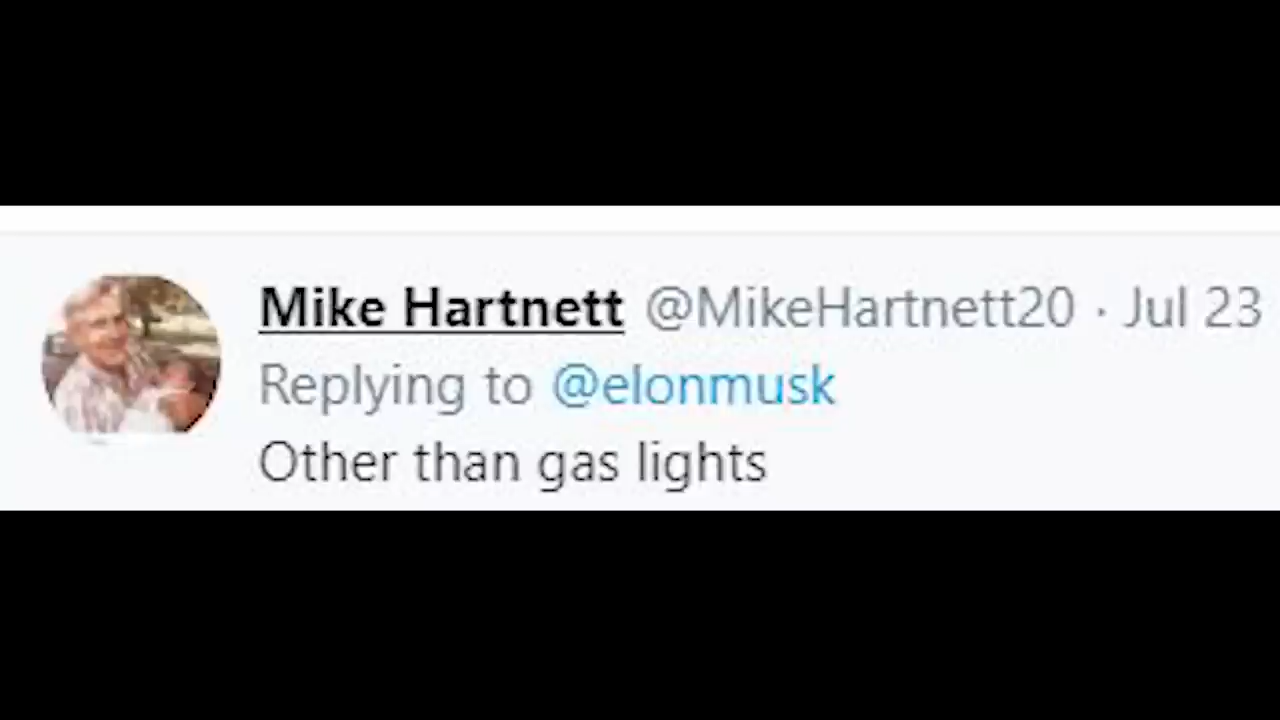 Mike Hartnett @MikeHartnett20 · Jul 23
Replying to @elonmusk
Other than gas lights